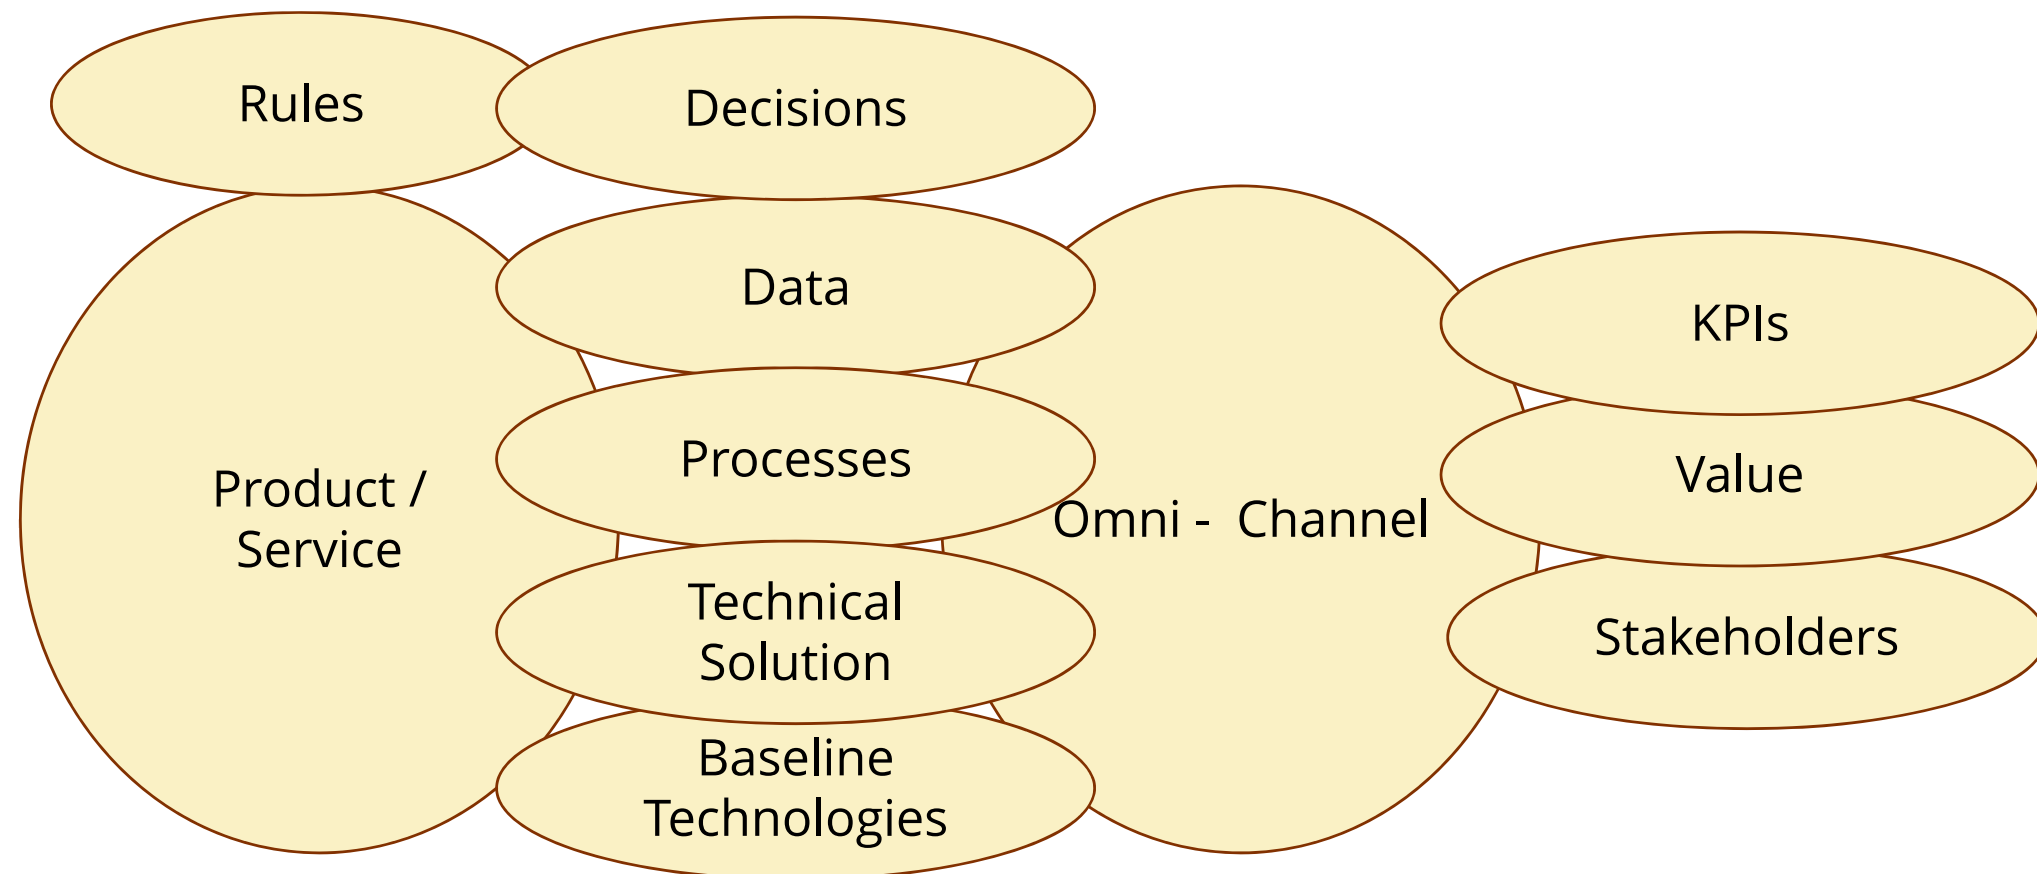 Rules
Decisions
Data
KPIs
Processes
Value
Product /
Service
Omni -  Channel
Technical
Solution
Stakeholders
Baseline
Technologies